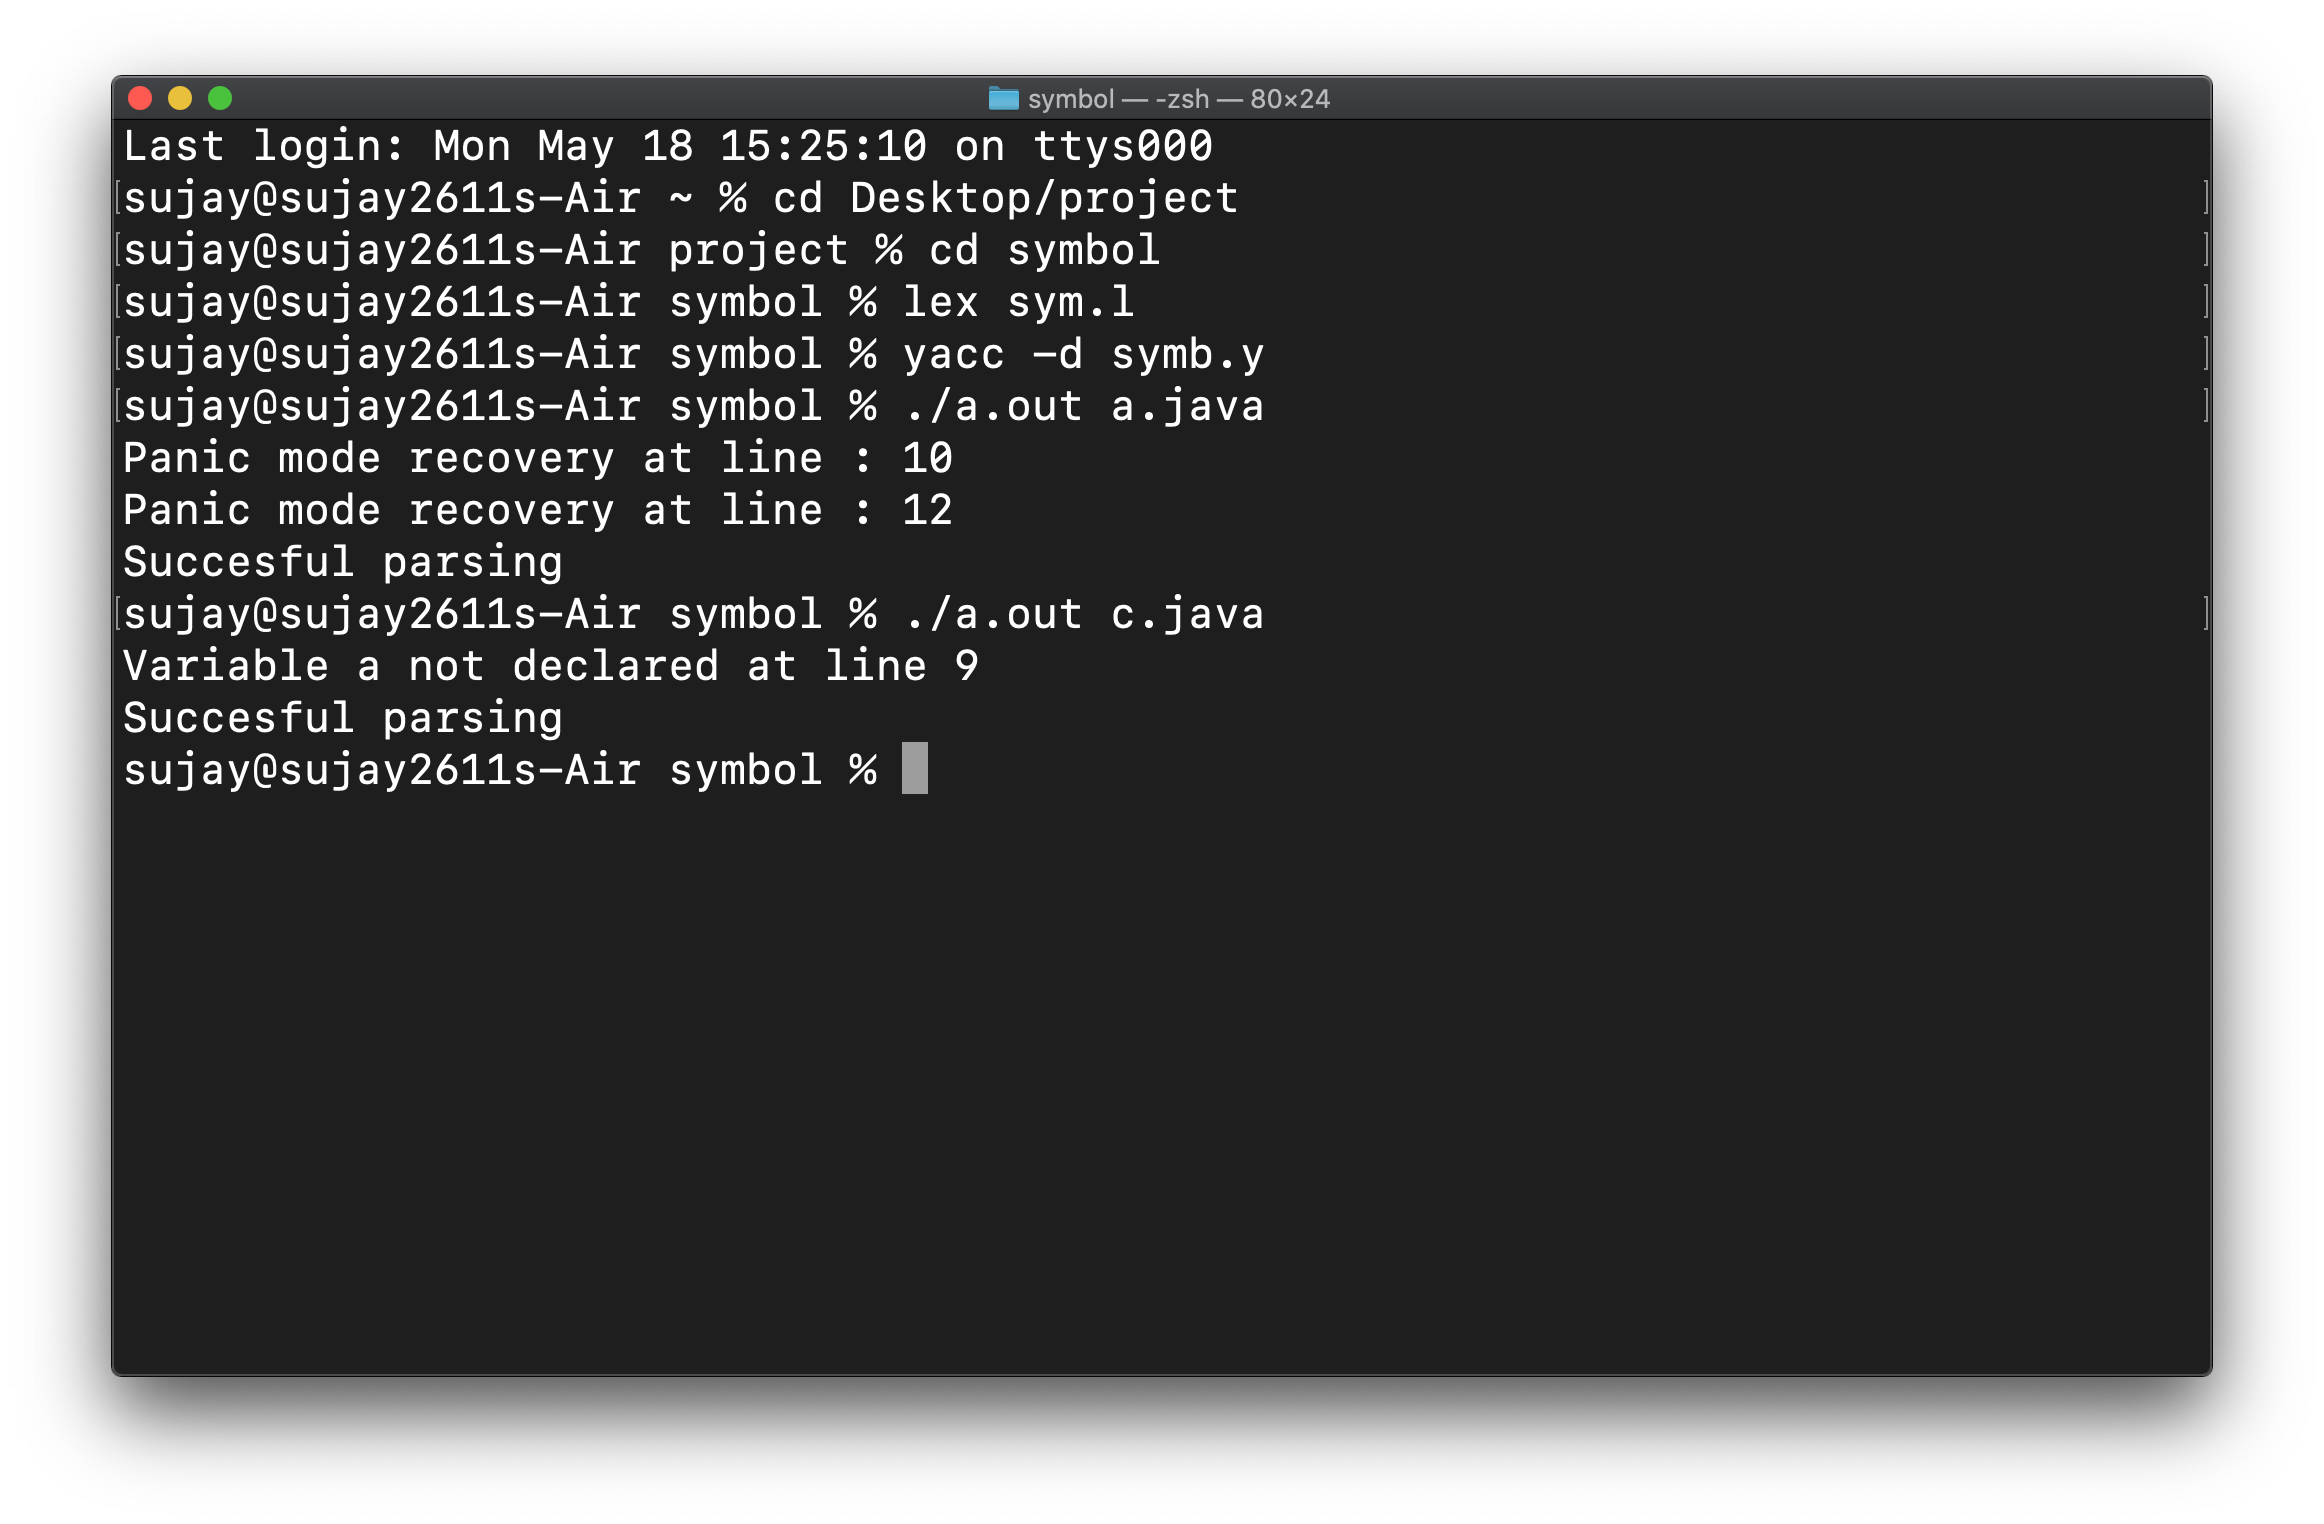 symbol — -zsh — 80×24
Last login: Mon May 18 15:25:10 on ttys000
[sujay@sujay2611s-Air ~ % cd Desktop/project ]
[sujay@sujay2611s-Air project % cd symbol ]
[sujay@sujay2611s-Air symbol % lex sym.l ]
[sujay@sujay2611s-Air symbol % yacc -d symb.y ]
[sujay@sujay2611s-Air symbol % ./a.out a.java ]
Panic mode recovery at line : 10
Panic mode recovery at line : 12
Succesful parsing
[sujay@sujay2611s-Air symbol % ./a.out c.java ]
Variable a not declared at line 9
Succesful parsing
sujay@sujay2611s-Air symbol %